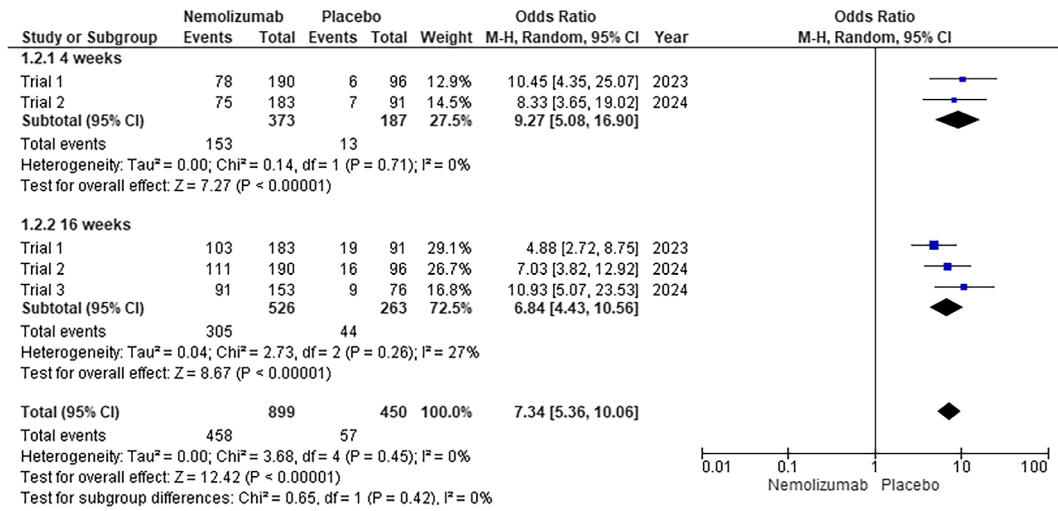 Nemolizumab Placebo Odds Ratio Odds Ratio
Study or Subgroup Events Total Events Total Weight M-H, Random, 95% CI Year M-H, Random, 95% CI
1.2.1 4 weeks
Trial 1 78 190 6 96 12.9% 10.45 [4.35, 25.07] 2023
Trial 2 75 183 7 91 14.5% 8.33 [3.65, 19.02] 2024
Subtotal (95% CI) 373 187 27.5% 9.27 [5.08, 16.90]
Total events 153 13
Heterogeneity: Tau² = 0.00; Chi² = 0.14, df = 1 (P = 0.71); I² = 0%
Test for overall effect: Z = 7.27 (P < 0.00001)
1.2.2 16 weeks
Trial 1 103 183 19 91 29.1% 4.88 [2.72, 8.75] 2023
Trial 2 111 190 16 96 26.7% 7.03 [3.82, 12.92] 2024
Trial 3 91 153 9 76 16.8% 10.93 [5.07, 23.53] 2024
Subtotal (95% CI) 526 263 72.5% 6.84 [4.43, 10.56]
Total events 305 44
Heterogeneity: Tau² = 0.04; Chi² = 2.73, df = 2 (P = 0.26); I² = 27%
Test for overall effect: Z = 8.67 (P < 0.00001)
Total (95% CI) 899 450 100.0% 7.34 [5.36, 10.06]
Total events 458 57
Heterogeneity: Tau² = 0.00; Chi² = 3.68, df = 4 (P = 0.45); I² = 0%
Test for overall effect: Z = 12.42 (P < 0.00001)
Test for subgroup differences: Chi² = 0.65, df = 1 (P = 0.42), I² = 0%
0.01 0.1 1 10 100
Nemolizumab Placebo